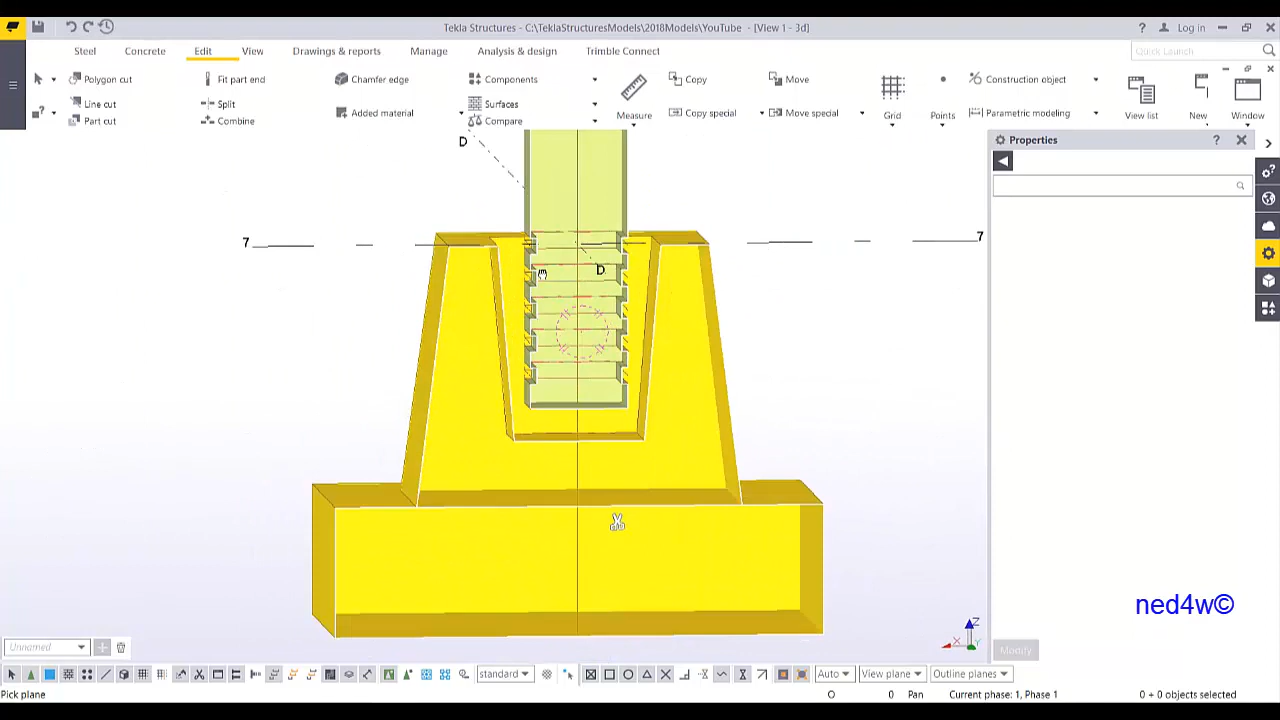 Tekla Structures - C:\TeklaStructuresModels\2018Models\YouTube - [View 1 - 3d]
? Log in
Steel Concrete Edit View Drawings & reports Manage Analysis & design Trimble Connect
Quick Launch
Polygon cut Fit part end Chamfer edge Components Copy Move Construction object
Line cut Split Surfaces
Part cut Combine Added material Compare Measure Copy special Move special Grid Points Parametric modeling View list New Window
D
Properties ?
7 7
D
ned4w©
Z
X Y
Unnamed
Modify
standard Auto View plane Outline planes
Pick plane O 0 Pan Current phase: 1, Phase 1 0 + 0 objects selected